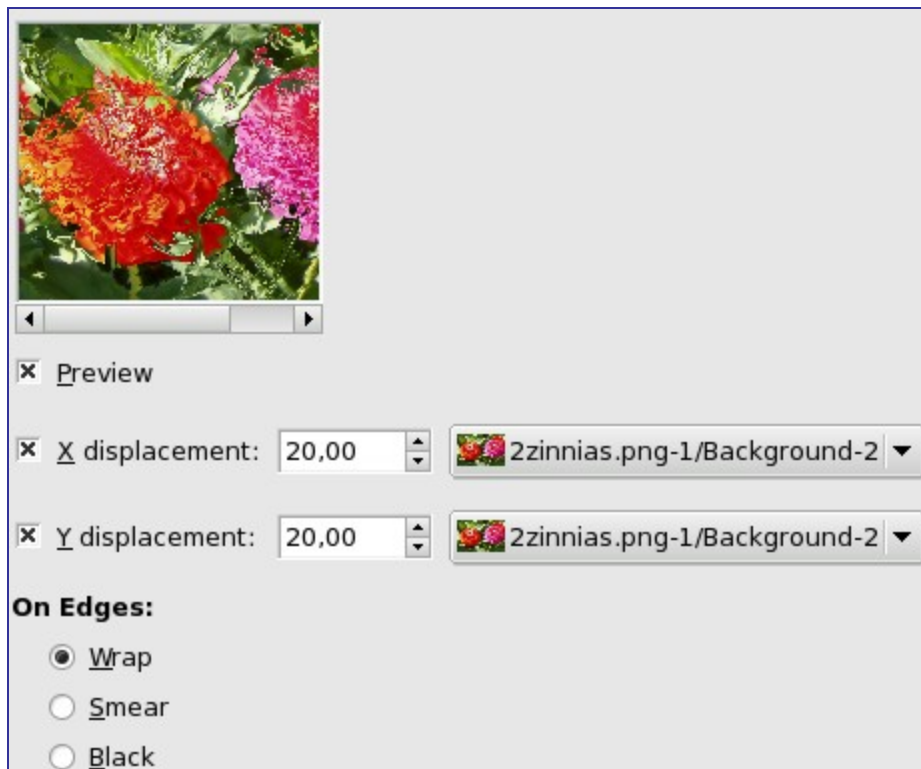 Preview
X displacement: 20,00 2zinnias.png-1/Background-2
Y displacement: 20,00 2zinnias.png-1/Background-2
On Edges:
Wrap
Smear
Black